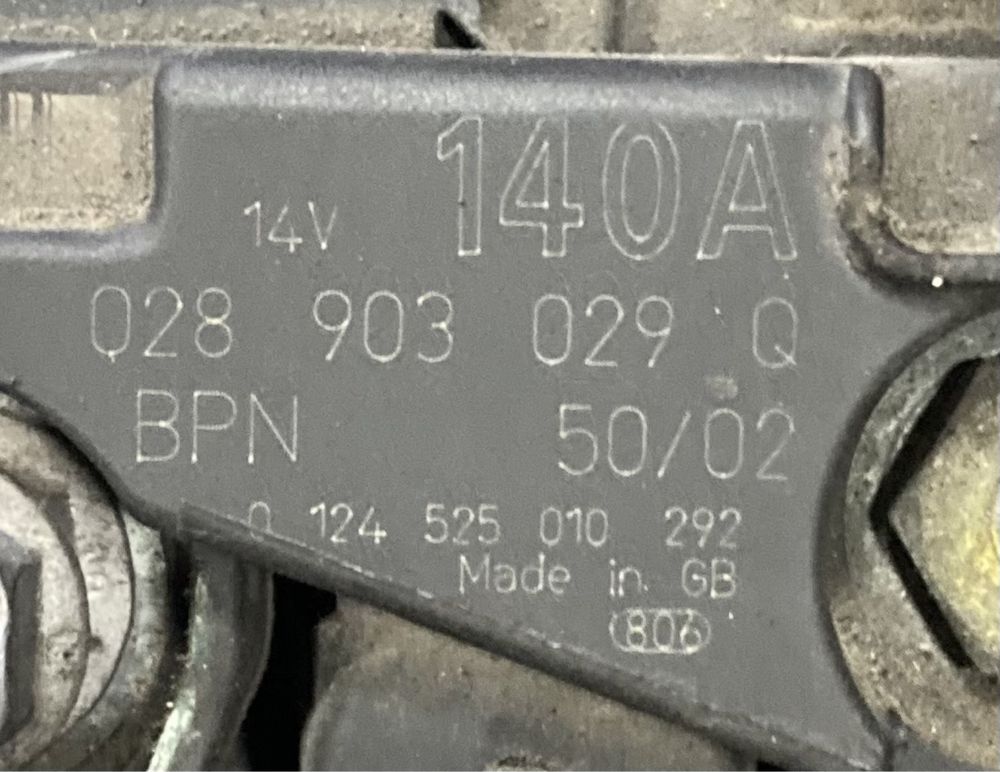 14V 140A
028 903 029 Q
BPN 50/02
0 124 525 010 292
Made in GB
806